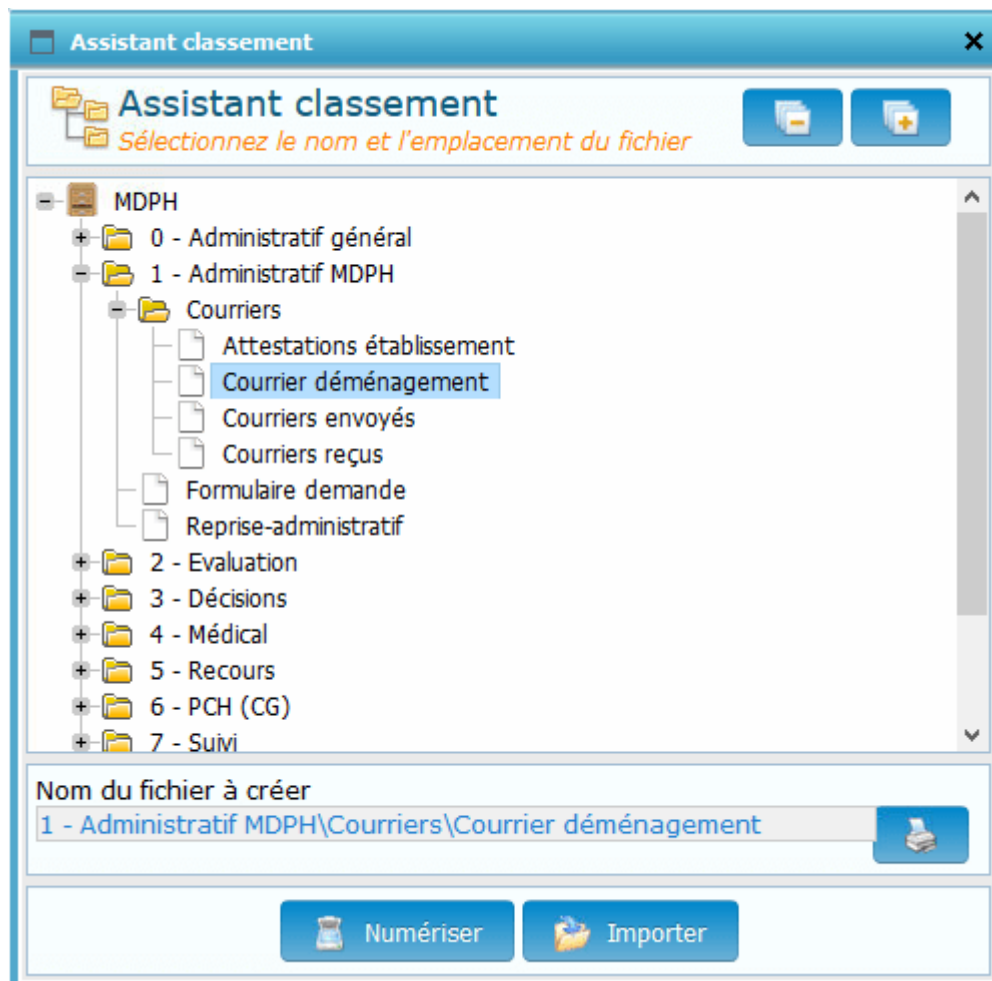 Assistant classement
Assistant classement
Sélectionnez le nom et l'emplacement du fichier
MDPH
0 - Administratif général
1 - Administratif MDPH
Courriers
Attestations établissement
Courrier déménagement
Courriers envoyés
Courriers reçus
Formulaire demande
Reprise-administratif
2 - Evaluation
3 - Décisions
4 - Médical
5 - Recours
6 - PCH (CG)
7 - Suivi
Nom du fichier à créer
1 - Administratif MDPH\Courriers\Courrier déménagement
Numériser Importer